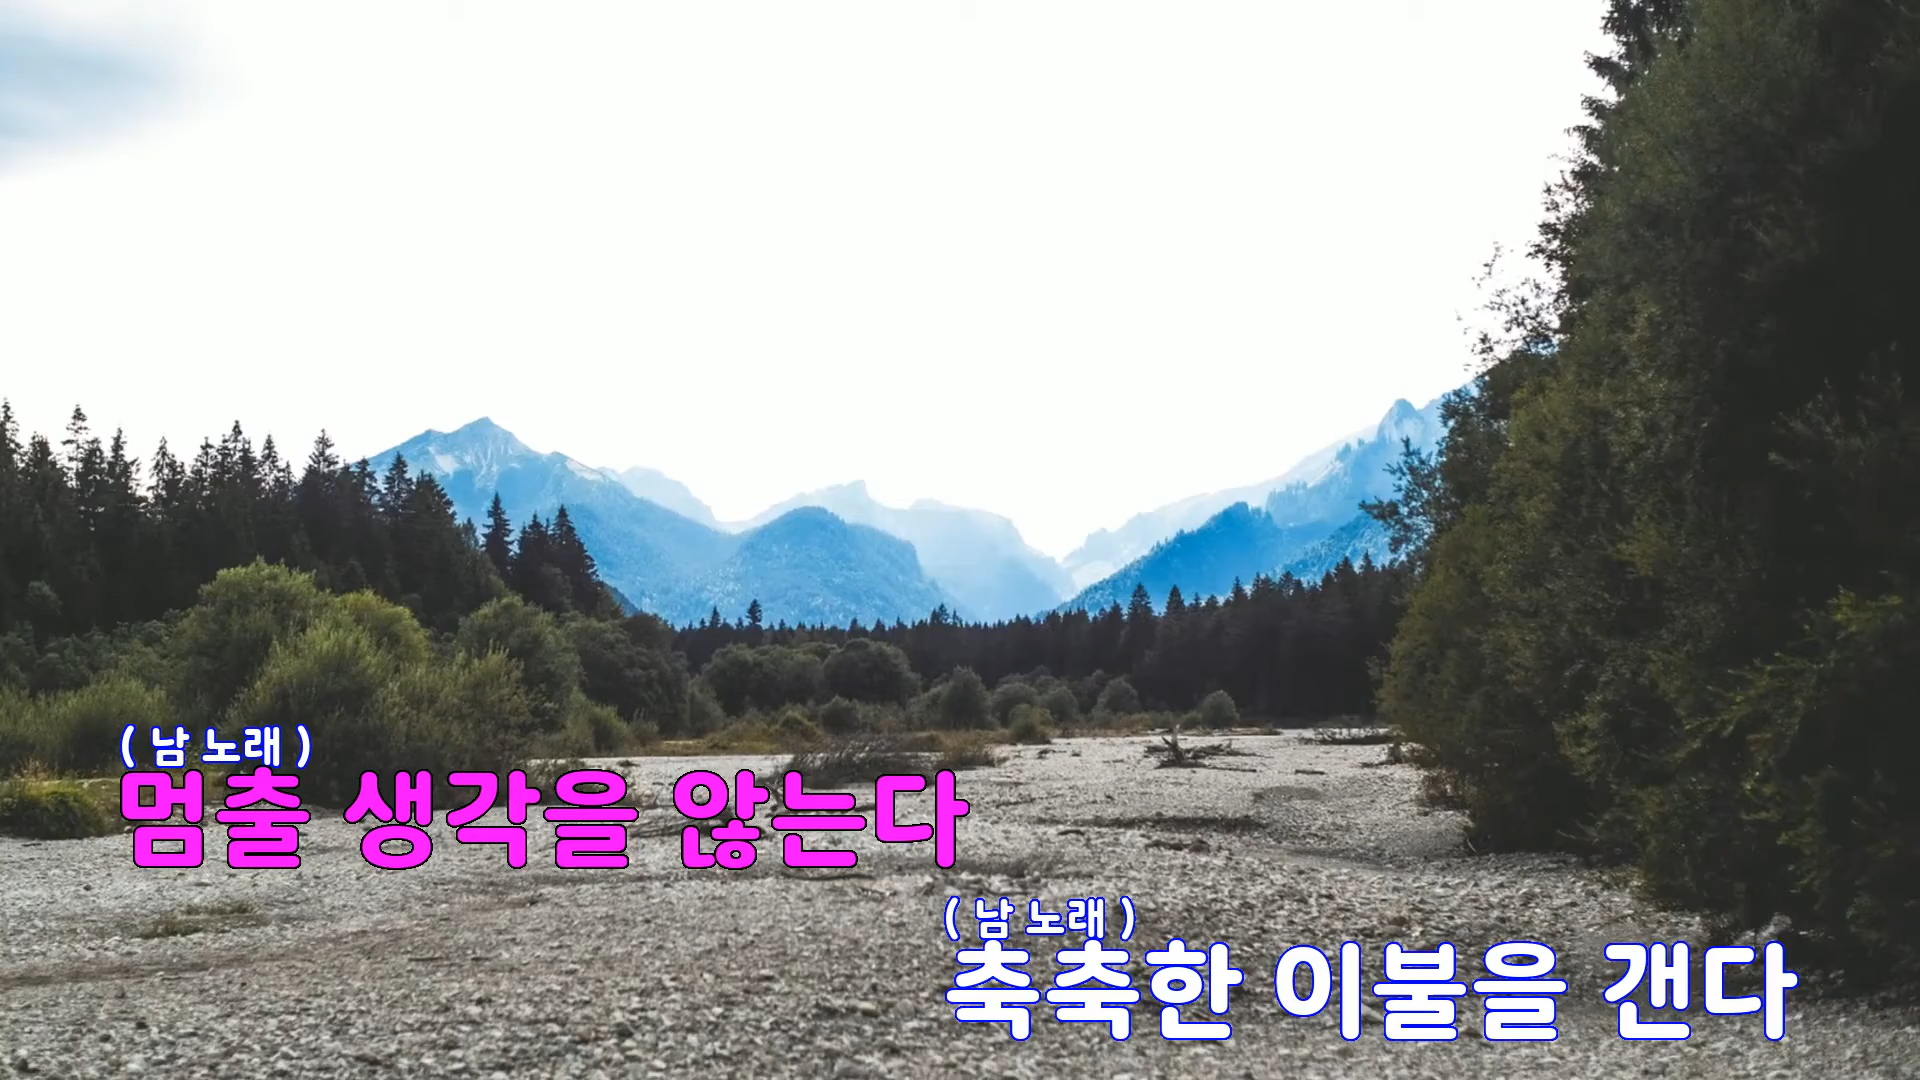 ( 남 노래 )
멈출 생각을 않는다
( 남 노래 )
축축한 이불을 갠다